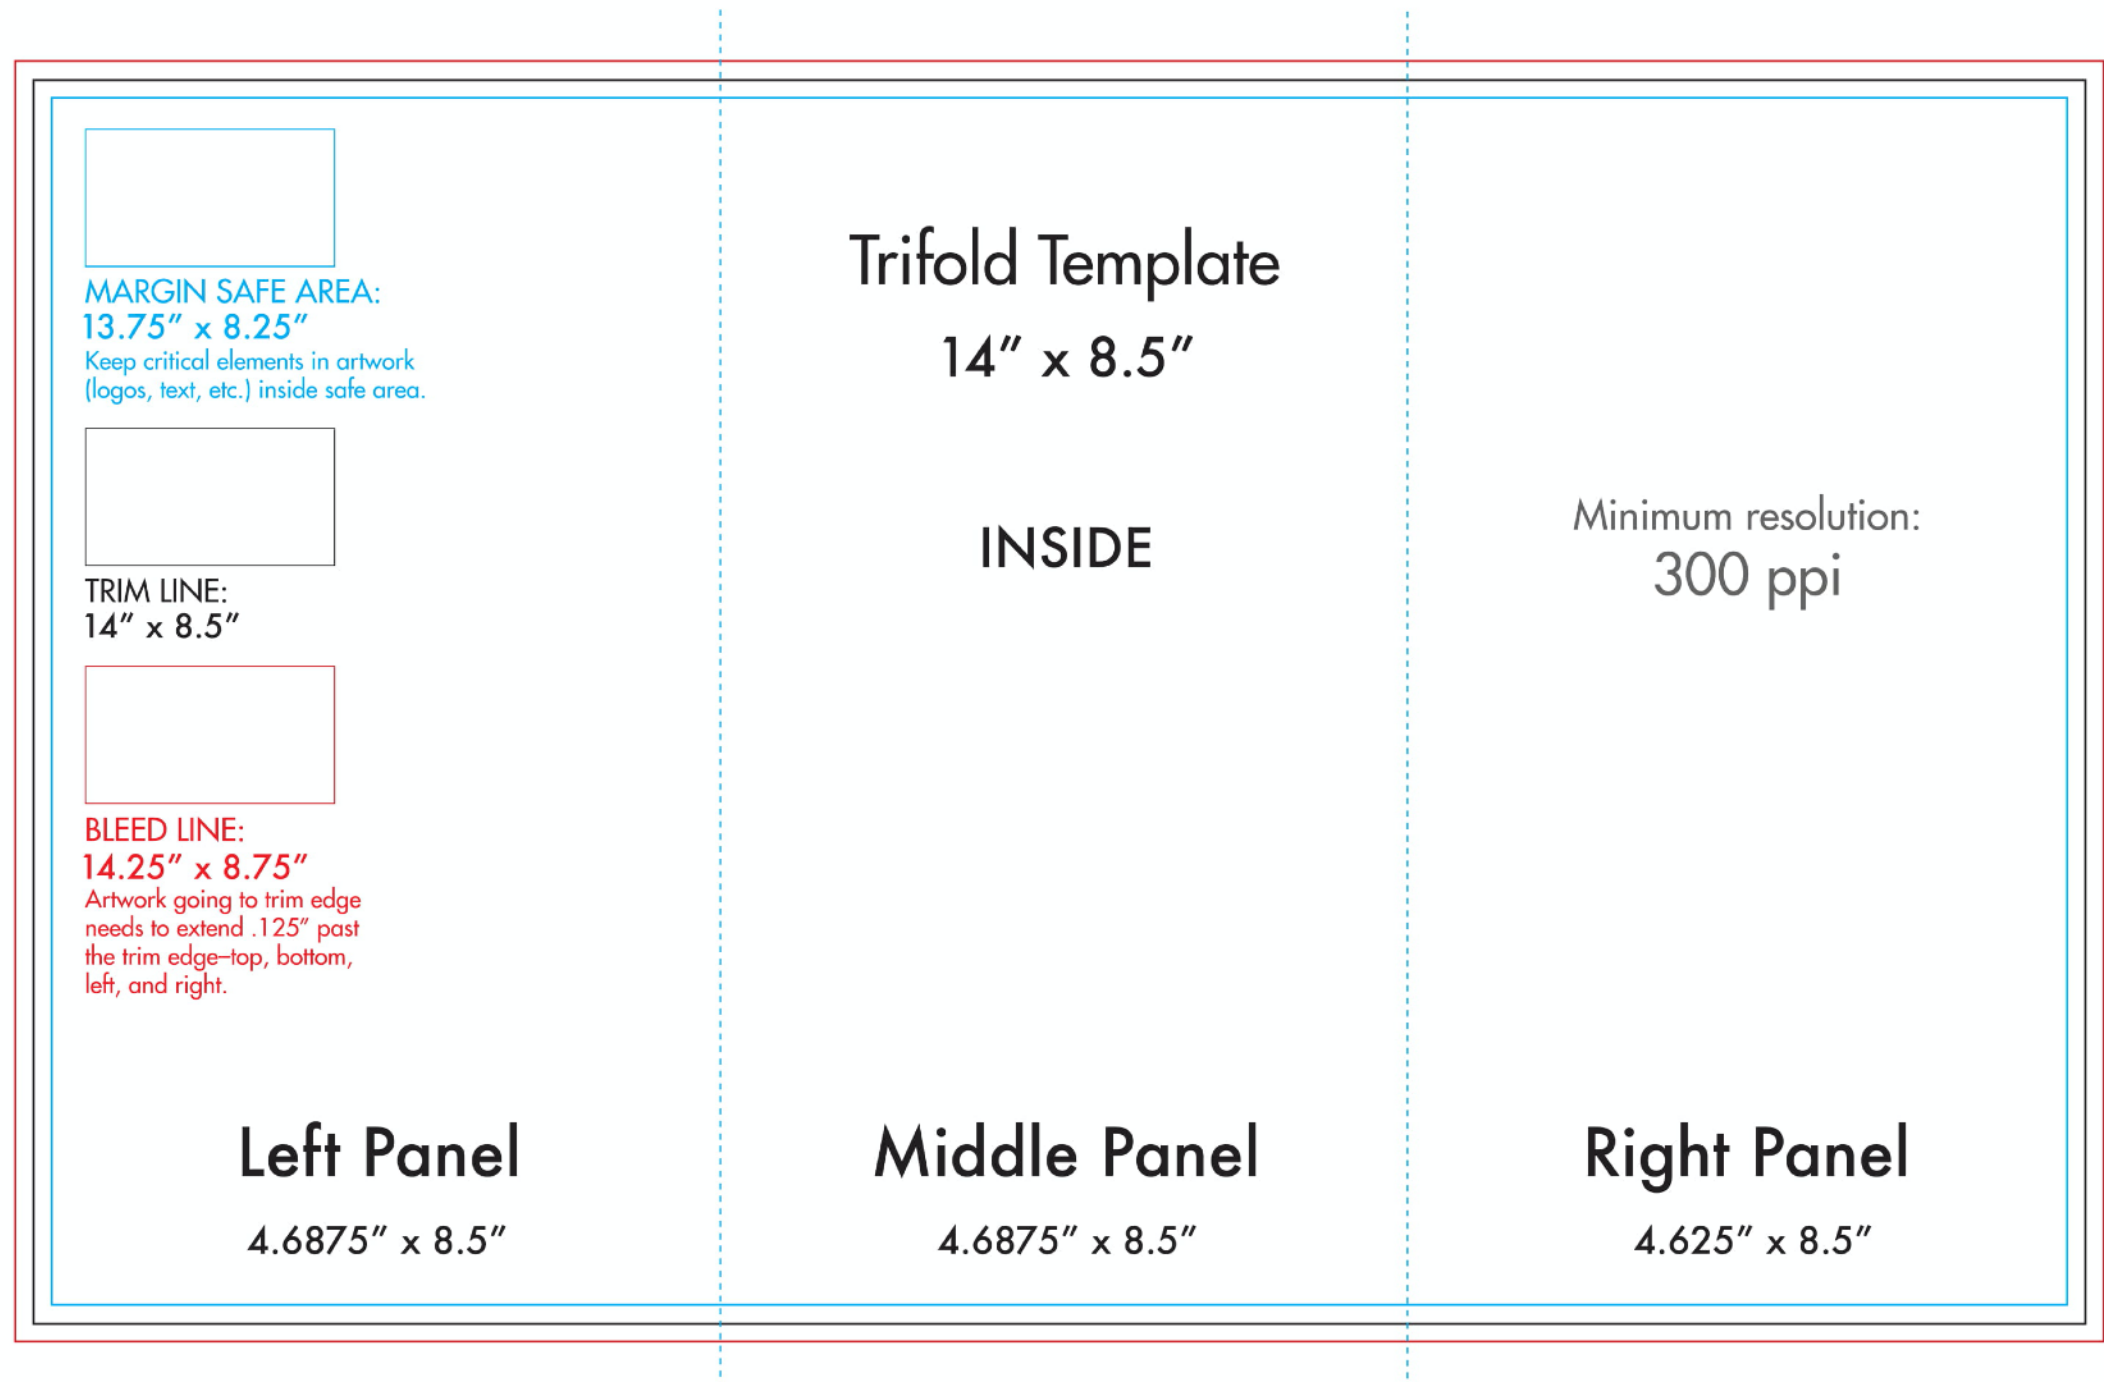 MARGIN SAFE AREA:
13.75” x 8.25”
Keep critical elements in artwork
(logos, text, etc.) inside safe area.
TRIM LINE:
14” x 8.5”
BLEED LINE:
14.25” x 8.75”
Artwork going to trim edge
needs to extend .125” past
the trim edge–top, bottom,
left, and right.
Left Panel
4.6875” x 8.5”
Trifold Template
14” x 8.5”
INSIDE
Middle Panel
4.6875” x 8.5”
Minimum resolution:
300 ppi
Right Panel
4.625” x 8.5”